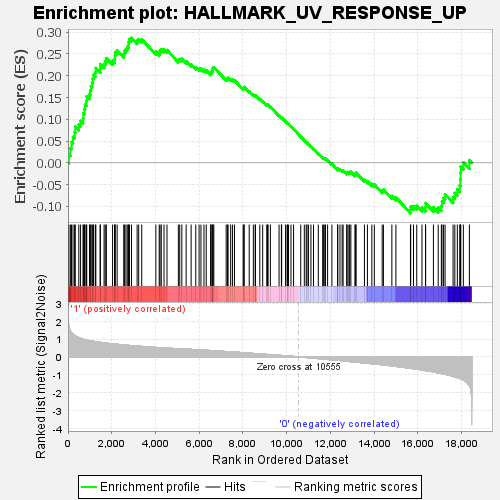 Enrichment plot: HALLMARK_UV_RESPONSE_UP
Enrichment score (ES)
0.30
0.25
0.20
0.15
0.10
0.05
0.00
-0.05
-0.10
'1' (positively correlated)
Ranked list metric (Signal2Noise)
3
2
1
0
-1
-2
-3
-4
Zero cross at 10555
'0' (negatively correlated)
0 2,000 4,000 6,000 8,000 10,000 12,000 14,000 16,000 18,000
Rank in Ordered Dataset
Enrichment profile Hits Ranking metric scores